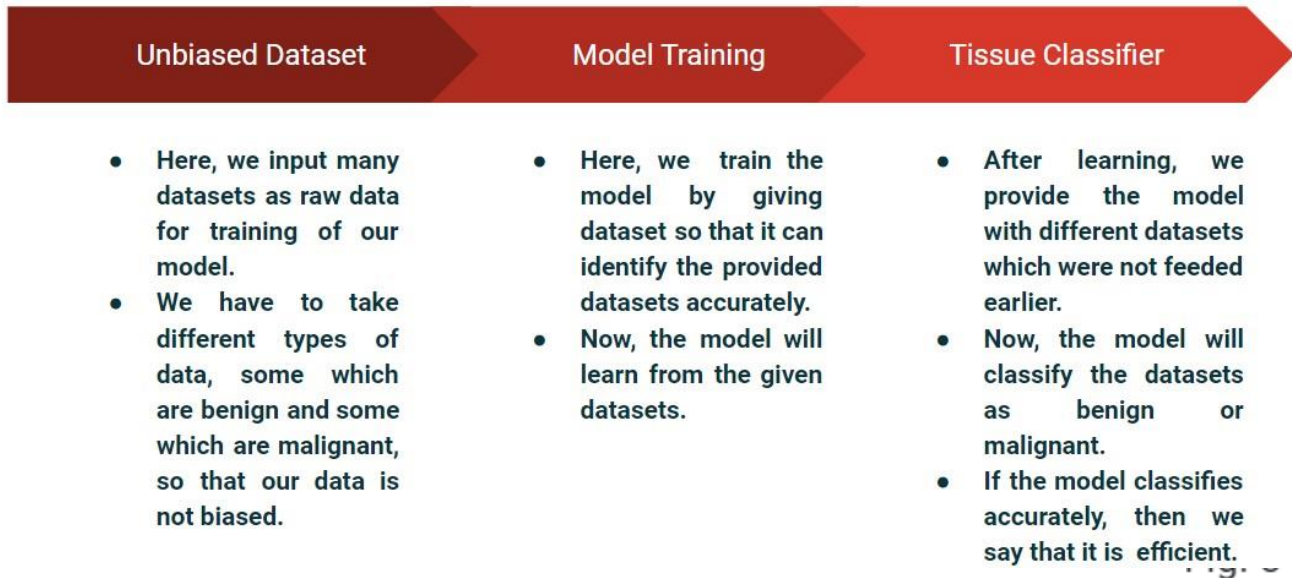 Unbiased Dataset
Model Training
Tissue Classifier
● Here, we input many
datasets as raw data
for training of our
model.
● We have to take
different types of
data, some which
are benign and some
which are malignant,
so that our data is
not biased.
● Here, we train the
model by giving
dataset so that it can
identify the provided
datasets accurately.
● Now, the model will
learn from the given
datasets.
● After learning, we
provide the model
with different datasets
which were not feeded
earlier.
● Now, the model will
classify the datasets
as benign or
malignant.
● If the model classifies
accurately, then we
say that it is efficient.